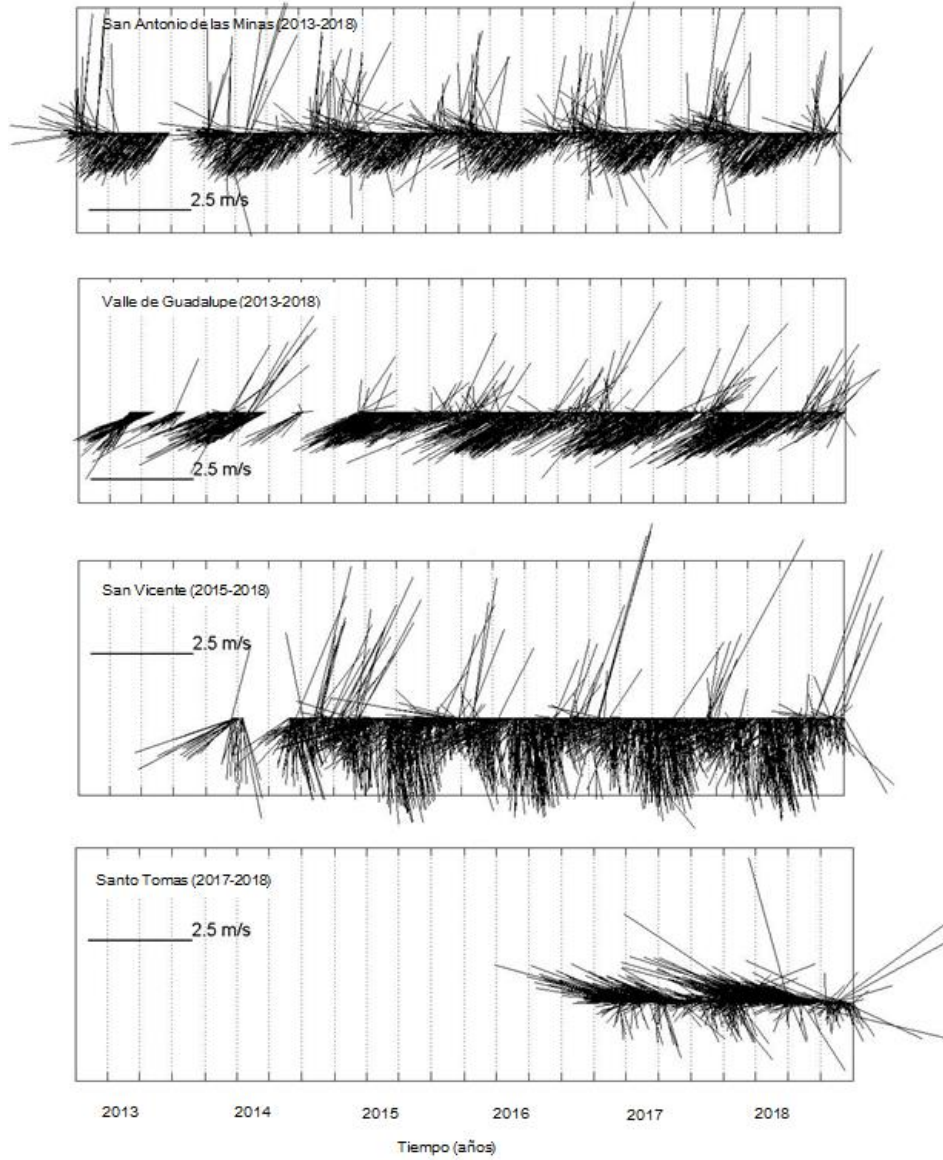 San Antonio de las Minas (2013-2018)
2.5 m/s
Valle de Guadalupe (2013-2018)
2.5 m/s
San Vicente (2015-2018)
2.5 m/s
Santo Tomas (2017-2018)
2.5 m/s
2013 2014 2015 2016 2017 2018
Tiempo (años)